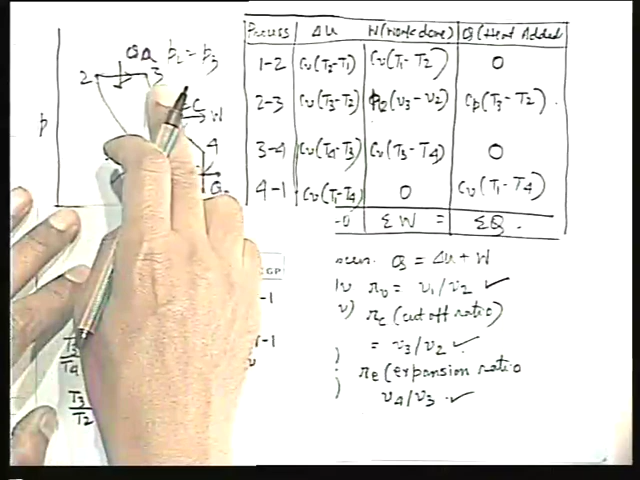 QA p₂ = p₃
2 3
C
W
p
4
Q
Process ΔU W(Work done) Q (Heat Added
1-2 Cv(T2-T1) Cv(T1-T2) 0
2-3 Cv(T3-T2) p2(v3-v2) Cp(T3-T2)
3-4 Cv(T4-T3) Cv(T3-T4) 0
4-1 Cv(T1-T4) 0 Cv(T1-T4)
-0 ΣW = ΣQ.
Q = Δu + W
rv = v1/v2 ✓
rc (cut off ratio)
= v3/v2 ✓
re (expansion ratio
v4/v3 ✓
-1
-1
T4
T3
T2